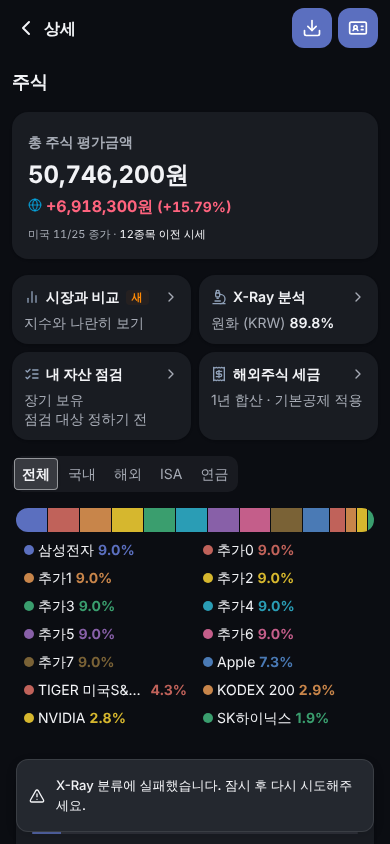 상세
주식
총 주식 평가금액
50,746,200원
+6,918,300원 (+15.79%)
미국 11/25 종가 · 12종목 이전 시세
시장과 비교 새
지수와 나란히 보기
X-Ray 분석
원화 (KRW) 89.8%
내 자산 점검
장기 보유
점검 대상 정하기 전
해외주식 세금
1년 합산 · 기본공제 적용
전체 국내 해외 ISA 연금
삼성전자 9.0% 추가0 9.0%
추가1 9.0% 추가2 9.0%
추가3 9.0% 추가4 9.0%
추가5 9.0% 추가6 9.0%
추가7 9.0% Apple 7.3%
TIGER 미국S&... 4.3% KODEX 200 2.9%
NVIDIA 2.8% SK하이닉스 1.9%
X-Ray 분류에 실패했습니다. 잠시 후 다시 시도해주
세요.